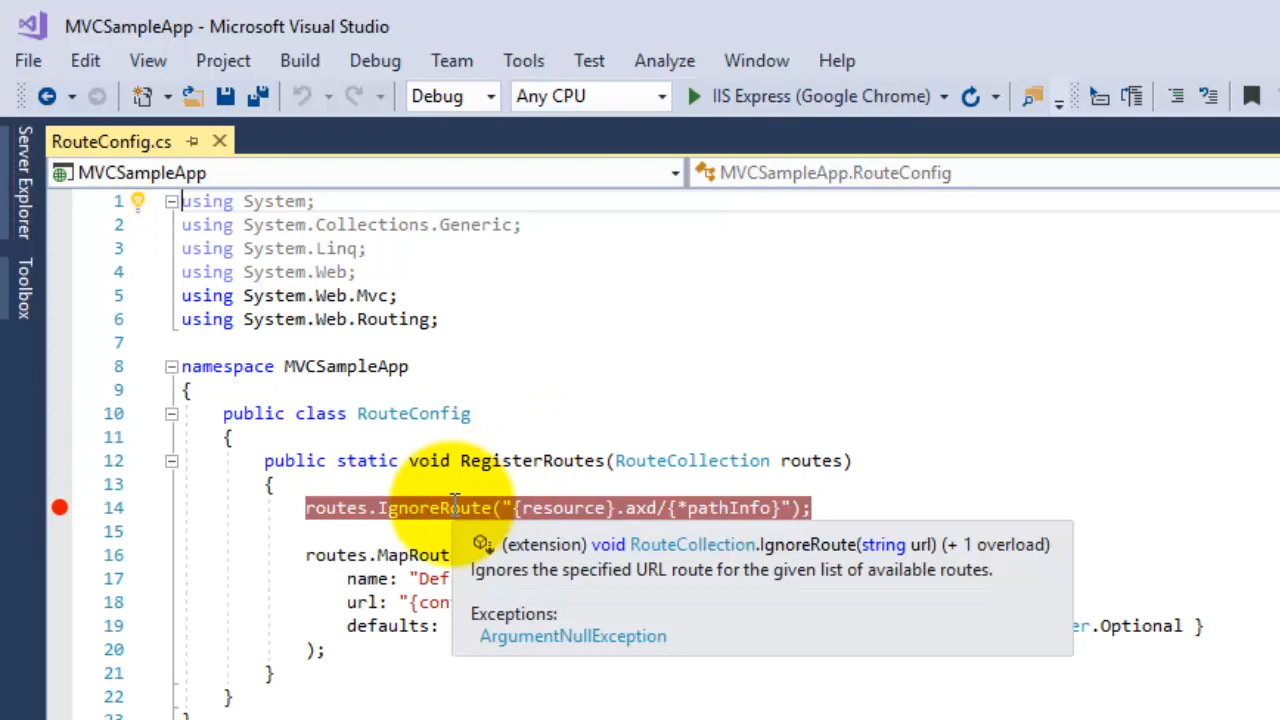 MVCSampleApp - Microsoft Visual Studio
File Edit View Project Build Debug Team Tools Test Analyze Window Help
Debug Any CPU IIS Express (Google Chrome)
RouteConfig.cs
MVCSampleApp MVCSampleApp.RouteConfig
Server Explorer
Toolbox
1 using System;
2 using System.Collections.Generic;
3 using System.Linq;
4 using System.Web;
5 using System.Web.Mvc;
6 using System.Web.Routing;
7
8 namespace MVCSampleApp
9 {
10 public class RouteConfig
11 {
12 public static void RegisterRoutes(RouteCollection routes)
13 {
14 routes.IgnoreRoute("{resource}.axd/{*pathInfo}");
15
(extension) void RouteCollection.IgnoreRoute(string url) (+ 1 overload)
Ignores the specified URL route for the given list of available routes.
Exceptions:
ArgumentNullException
16 routes.MapRout
17 name: "Def
18 url: "{con
19 defaults: er.Optional }
20 );
21 }
22 }
23 }